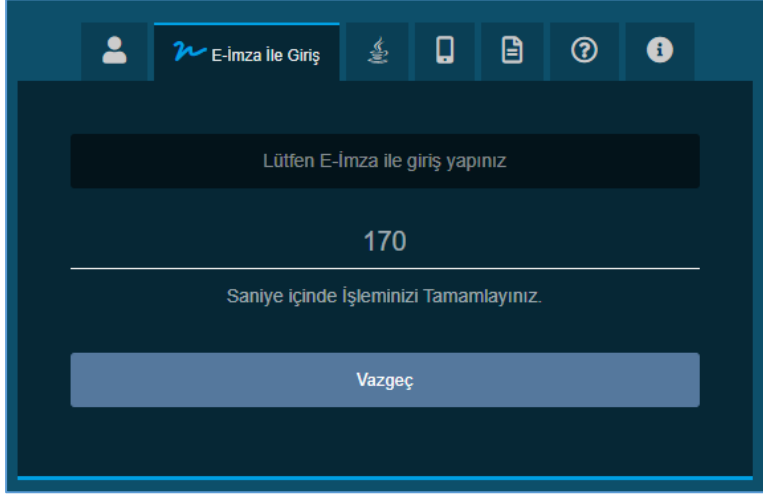 E-İmza İle Giriş
Lütfen E-İmza ile giriş yapınız
170
Saniye içinde İşleminizi Tamamlayınız.
Vazgeç